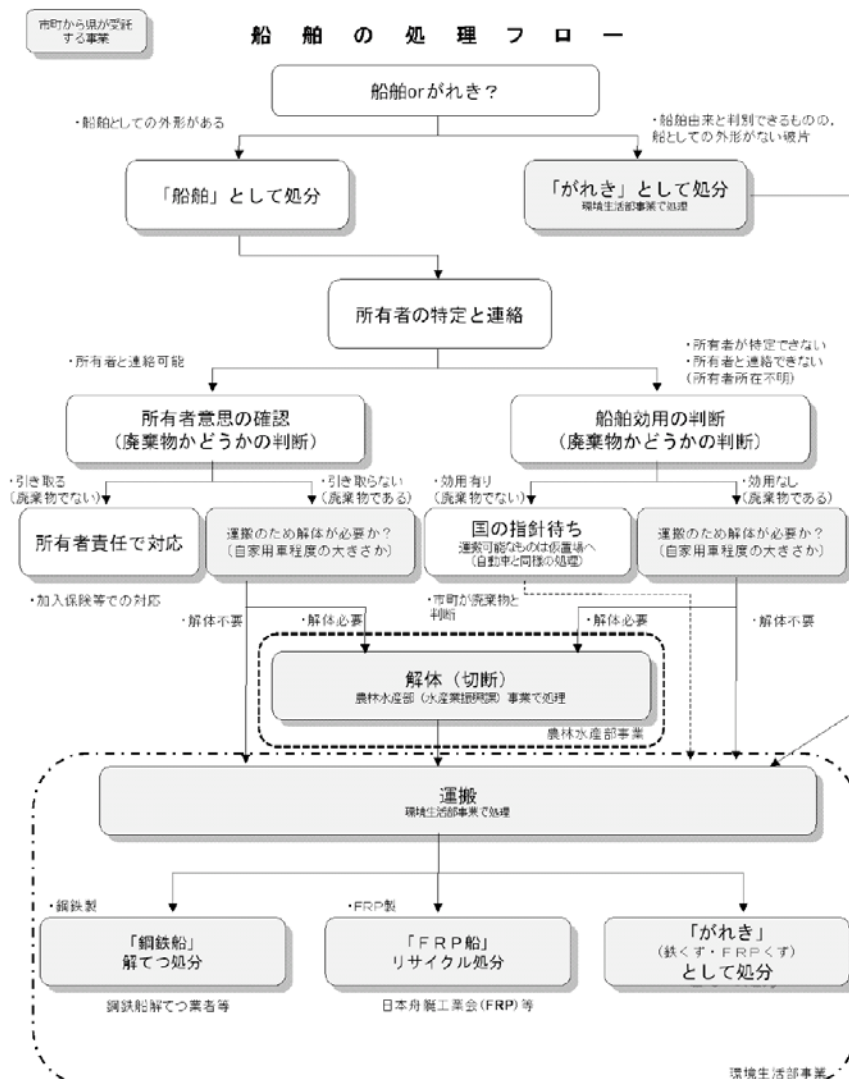 市町から県が受託
する事業
船舶の処理フロー
船舶orがれき？
・船舶としての外形がある
・船舶由来と判別できるものの，
船としての外形がない破片
「船舶」として処分
「がれき」として処分
環境生活部事業で処理
所有者の特定と連絡
・所有者と連絡可能
・所有者が特定できない
・所有者と連絡できない
(所有者所在不明)
所有者意思の確認
(廃棄物かどうかの判断)
船舶効用の判断
(廃棄物かどうかの判断)
・引き取る
(廃棄物でない)
・引き取らない
(廃棄物である)
・効用有り
(廃棄物でない)
・効用なし
(廃棄物である)
所有者責任で対応
運搬のため解体が必要か？
(自家用車程度の大きさか)
国の指針待ち
運搬可能なものは仮置場へ
(自動車と同様の処理)
運搬のため解体が必要か？
(自家用車程度の大きさか)
・加入保険等での対応
・解体不要
・解体必要
・市町が廃棄物と
判断
・解体必要
・解体不要
解体（切断）
農林水産部（水産業振興課）事業で処理
農林水産部事業
運搬
環境生活部事業で処理
・鋼鉄製
・FRP製
「鋼鉄船」
解てつ処分
「ＦＲＰ船」
リサイクル処分
「がれき」
(鉄くず・ＦＲＰくず)
として処分
鋼鉄船解てつ業者等
日本舟艇工業会(FRP)等
環境生活部事業